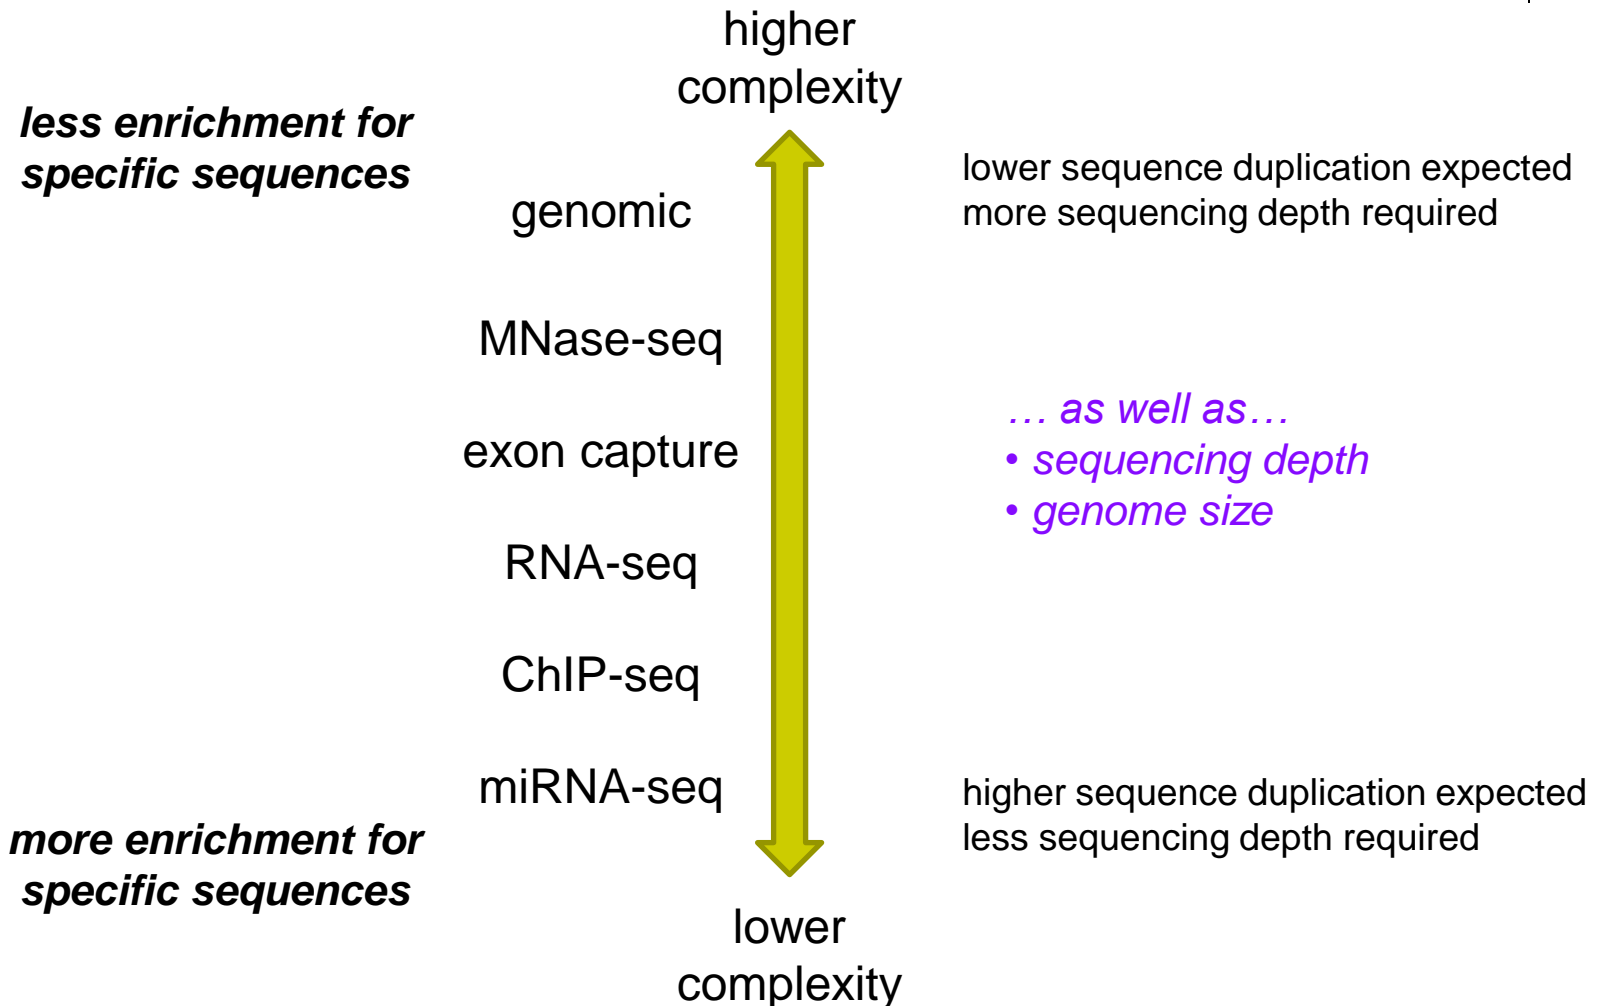 higher
complexity
less enrichment for
specific sequences
lower sequence duplication expected
more sequencing depth required
genomic
MNase-seq
… as well as…
• sequencing depth
• genome size
exon capture
RNA-seq
ChIP-seq
miRNA-seq
higher sequence duplication expected
less sequencing depth required
more enrichment for
specific sequences
lower
complexity